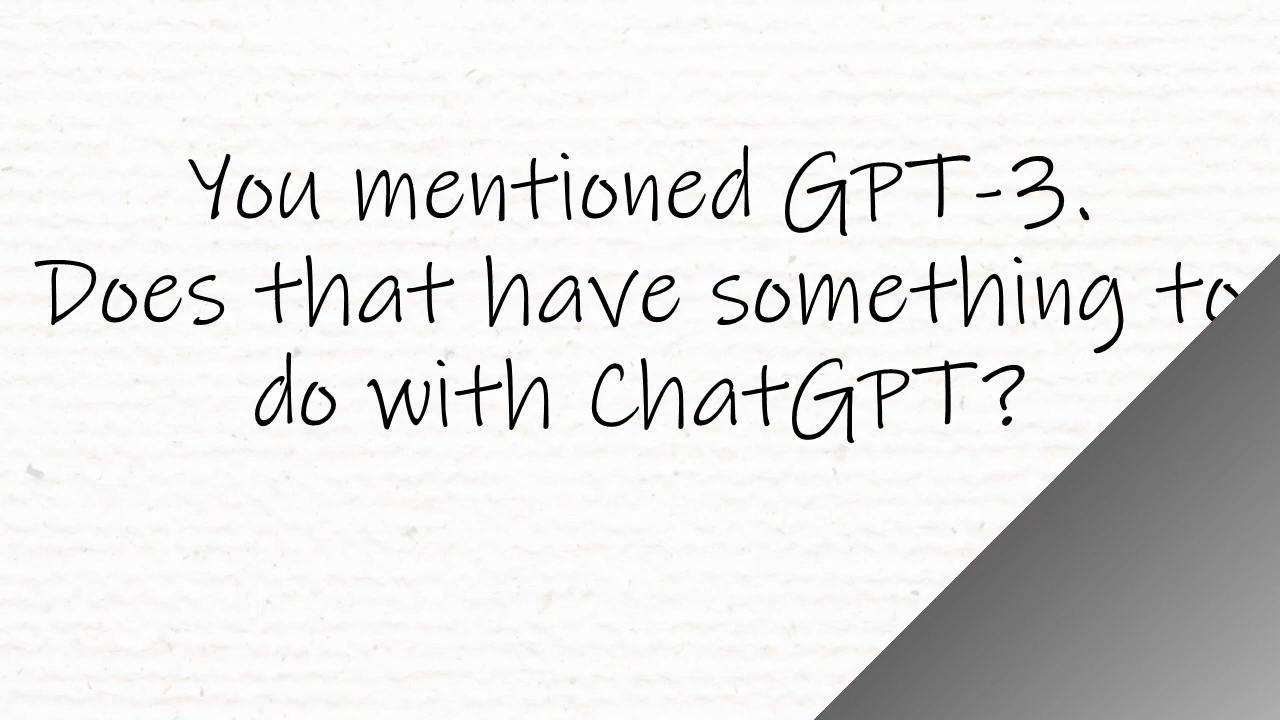 You mentioned GPT-3.
Does that have something to
do with ChatGPT?